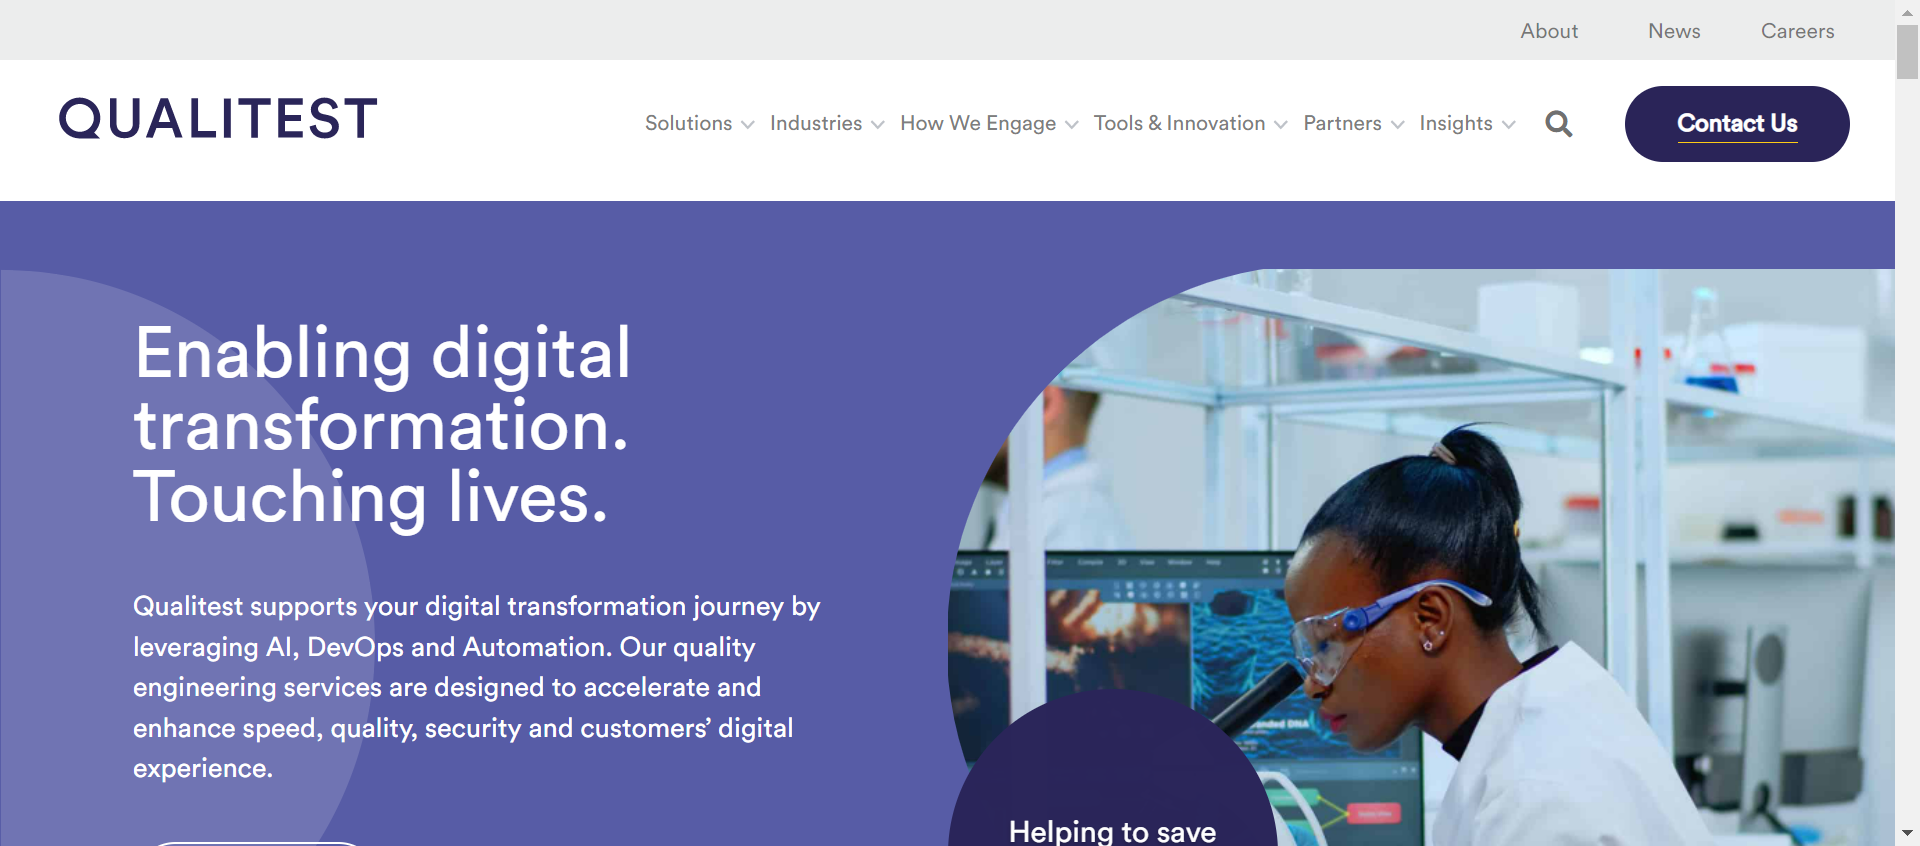 About News Careers
QUALITEST
Solutions Industries How We Engage Tools & Innovation Partners Insights
Contact Us
Enabling digital
transformation.
Touching lives.
Qualitest supports your digital transformation journey by
leveraging AI, DevOps and Automation. Our quality
engineering services are designed to accelerate and
enhance speed, quality, security and customers’ digital
experience.
DNA
Helping to save